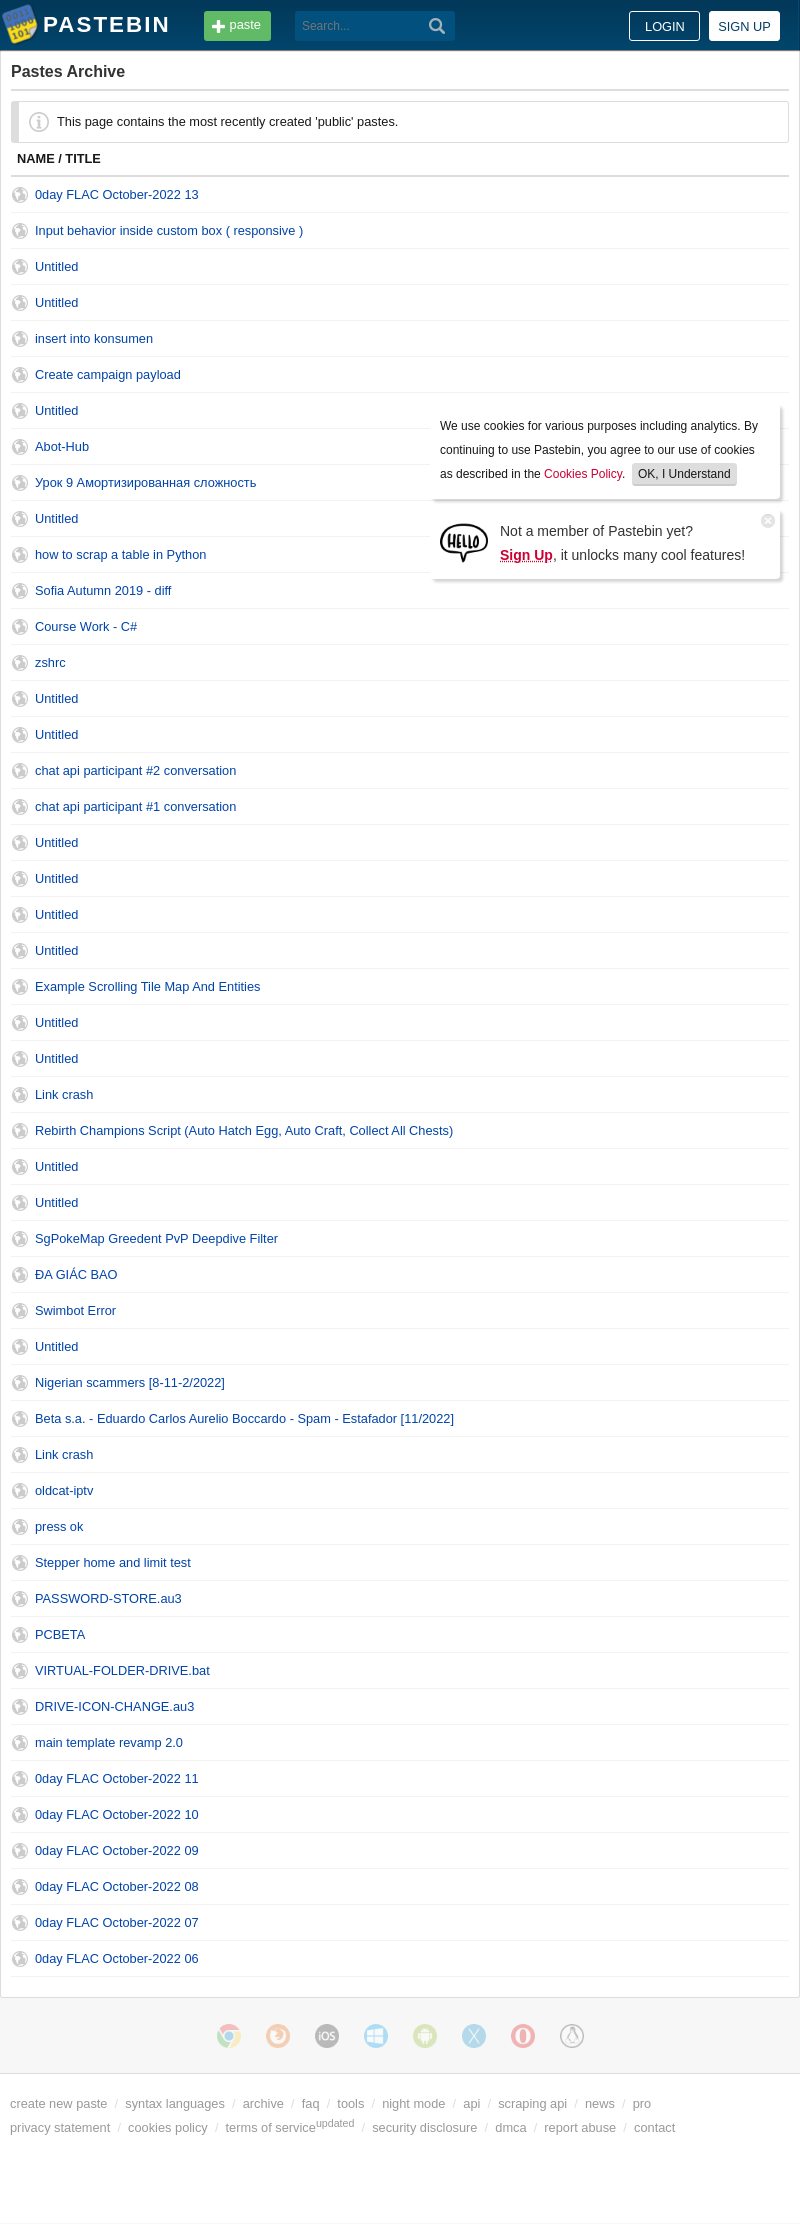 PASTEBIN paste Search... LOGIN SIGN UP
Pastes Archive
This page contains the most recently created 'public' pastes.
NAME / TITLE
0day FLAC October-2022 13
Input behavior inside custom box ( responsive )
Untitled
Untitled
insert into konsumen
Create campaign payload
Untitled
Abot-Hub
Урок 9 Амортизированная сложность
Untitled
how to scrap a table in Python
Sofia Autumn 2019 - diff
We use cookies for various purposes including analytics. By
continuing to use Pastebin, you agree to our use of cookies
as described in the Cookies Policy. OK, I Understand
HELLO
Not a member of Pastebin yet?
Sign Up, it unlocks many cool features!
Course Work - C#
zshrc
Untitled
Untitled
chat api participant #2 conversation
chat api participant #1 conversation
Untitled
Untitled
Untitled
Untitled
Example Scrolling Tile Map And Entities
Untitled
Untitled
Link crash
Rebirth Champions Script (Auto Hatch Egg, Auto Craft, Collect All Chests)
Untitled
Untitled
SgPokeMap Greedent PvP Deepdive Filter
ĐA GIÁC BAO
Swimbot Error
Untitled
Nigerian scammers [8-11-2/2022]
Beta s.a. - Eduardo Carlos Aurelio Boccardo - Spam - Estafador [11/2022]
Link crash
oldcat-iptv
press ok
Stepper home and limit test
PASSWORD-STORE.au3
PCBETA
VIRTUAL-FOLDER-DRIVE.bat
DRIVE-ICON-CHANGE.au3
main template revamp 2.0
0day FLAC October-2022 11
0day FLAC October-2022 10
0day FLAC October-2022 09
0day FLAC October-2022 08
0day FLAC October-2022 07
0day FLAC October-2022 06
iOS
create new paste / syntax languages / archive / faq / tools / night mode / api / scraping api / news / pro
privacy statement / cookies policy / terms of service updated / security disclosure / dmca / report abuse / contact